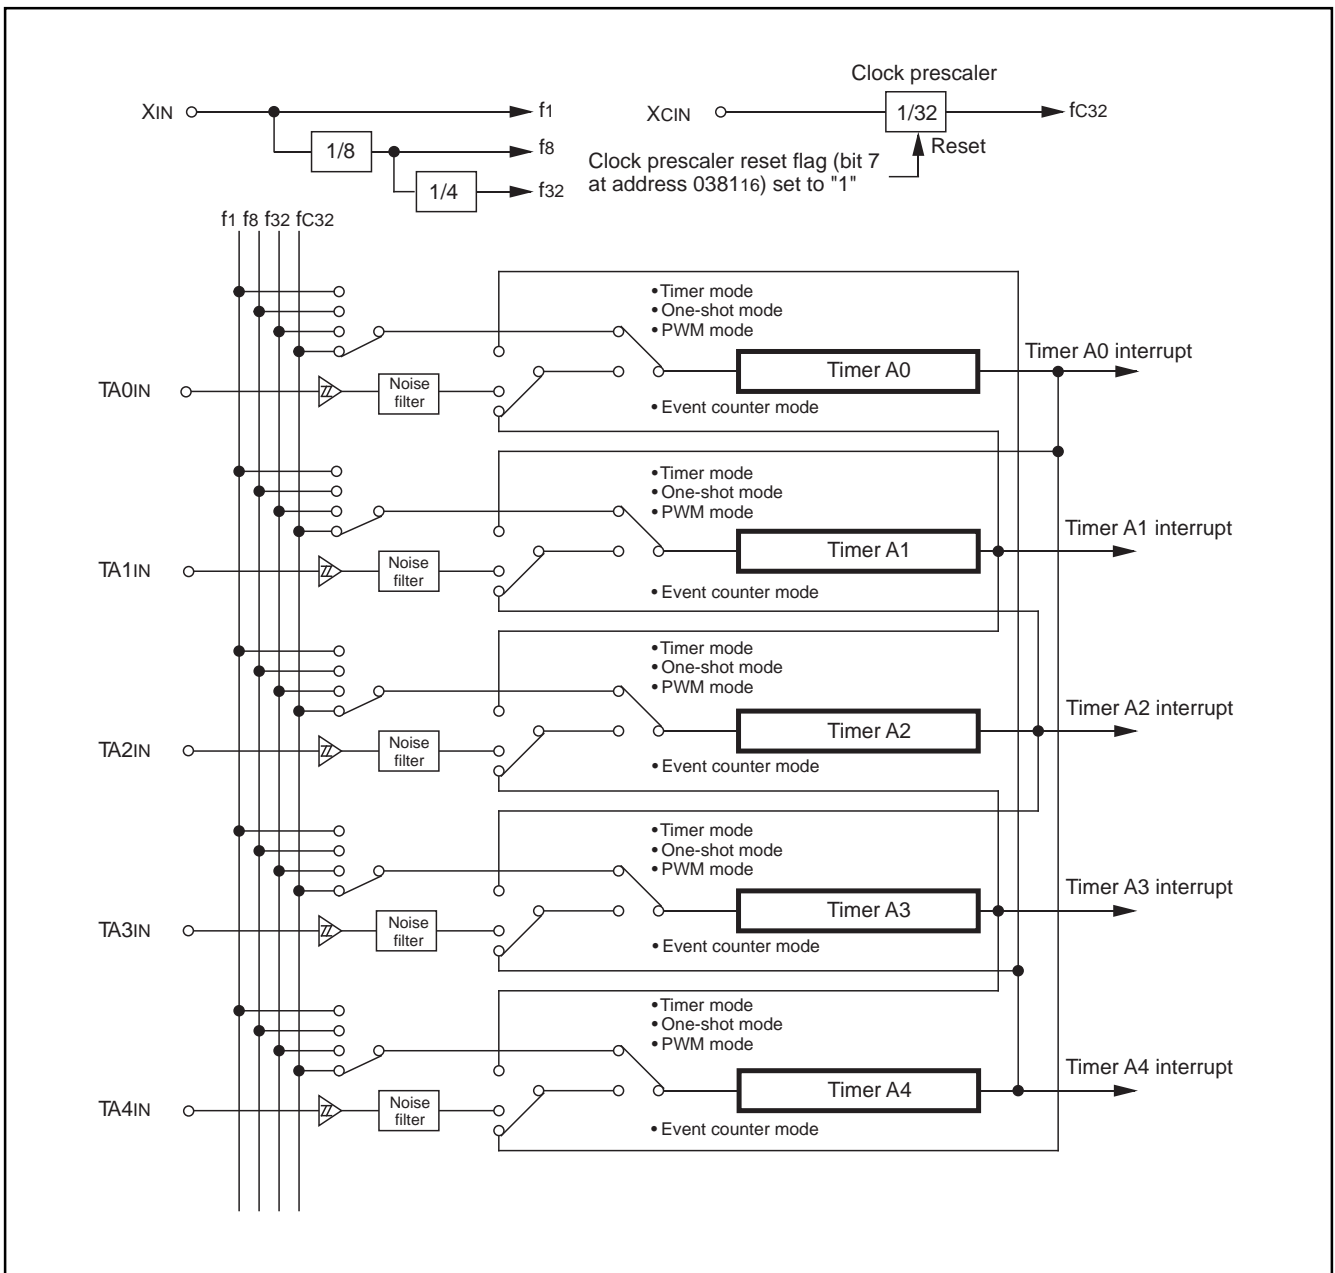 Clock prescaler
XIN
f1
XCIN
1/32
fC32
1/8
f8
Reset
Clock prescaler reset flag (bit 7
at address 038116) set to "1"
1/4
f32
f1 f8 f32 fC32
•Timer mode
•One-shot mode
•PWM mode
Timer A0 interrupt
TA0IN
Noise
filter
Timer A0
•Event counter mode
•Timer mode
•One-shot mode
•PWM mode
Timer A1 interrupt
TA1IN
Noise
filter
Timer A1
•Event counter mode
•Timer mode
•One-shot mode
•PWM mode
Timer A2 interrupt
TA2IN
Noise
filter
Timer A2
•Event counter mode
•Timer mode
•One-shot mode
•PWM mode
Timer A3 interrupt
TA3IN
Noise
filter
Timer A3
•Event counter mode
•Timer mode
•One-shot mode
•PWM mode
Timer A4 interrupt
TA4IN
Noise
filter
Timer A4
•Event counter mode